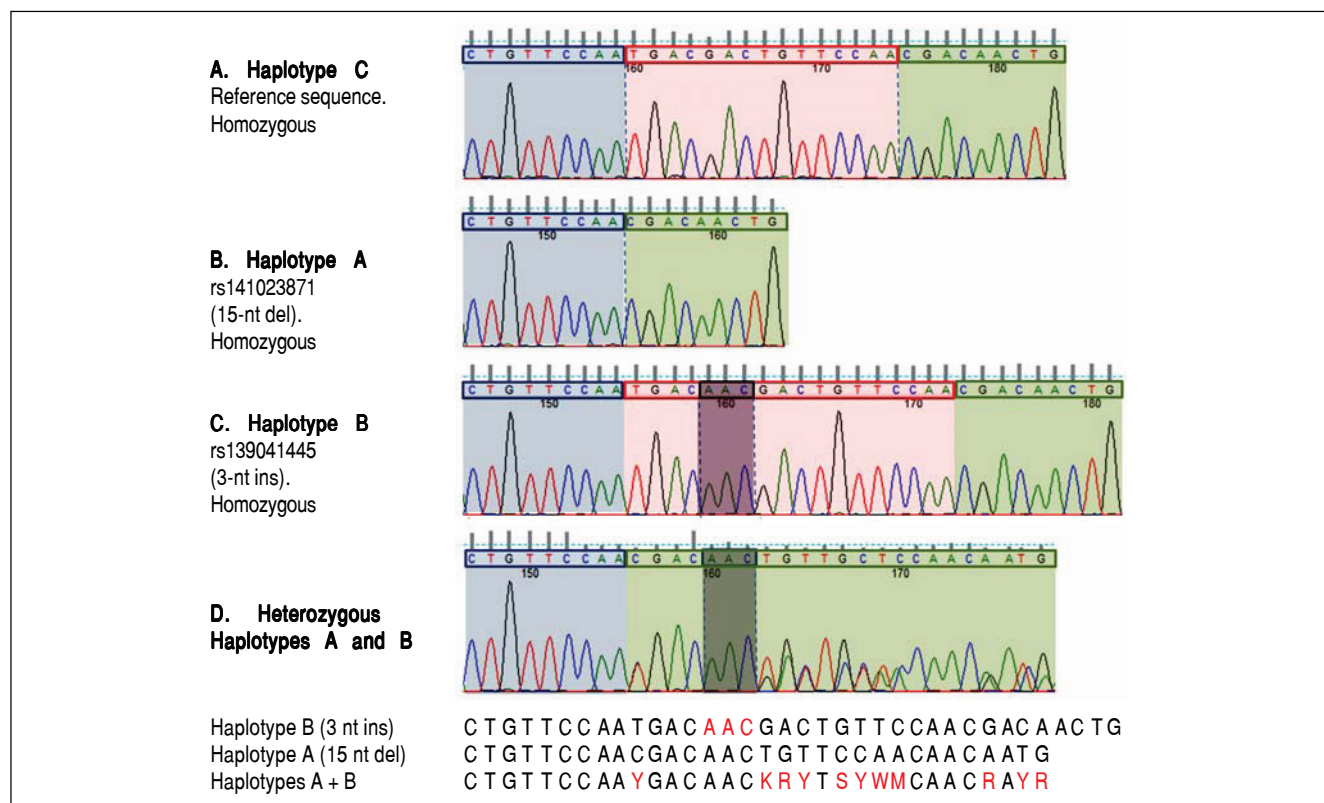 C T G T T C C A A T G A C G A C T G T T C C A A C G A C A A C T G
160 170 180
A. Haplotype C
Reference sequence.
Homozygous
C T G T T C C A A C G A C A A C T G
150 160
B. Haplotype A
rs141023871
(15-nt del).
Homozygous
C T G T T C C A A T G A C A A C G A C T G T T C C A A C G A C A A C T G
150 160 170 180
C. Haplotype B
rs139041445
(3-nt ins).
Homozygous
C T G T T C C A A C G A C A A C T G T T G C T C C A A C A A T G
150 160 170
D. Heterozygous
Haplotypes A and B
Haplotype B (3 nt ins) C T G T T C C A A T G A C A A C G A C T G T T C C A A C G A C A A C T G
Haplotype A (15 nt del) C T G T T C C A A C G A C A A C T G T T C C A A C A A C A A T G
Haplotypes A + B C T G T T C C A A Y G A C A A C K R Y T S Y W M C A A C R A Y R